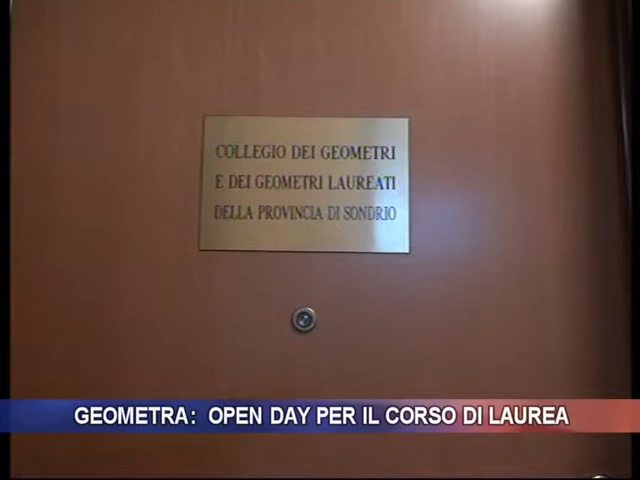 COLLEGIO DEI GEOMETRI
E DEI GEOMETRI LAUREATI
DELLA PROVINCIA DI SONDRIO
GEOMETRA: OPEN DAY PER IL CORSO DI LAUREA